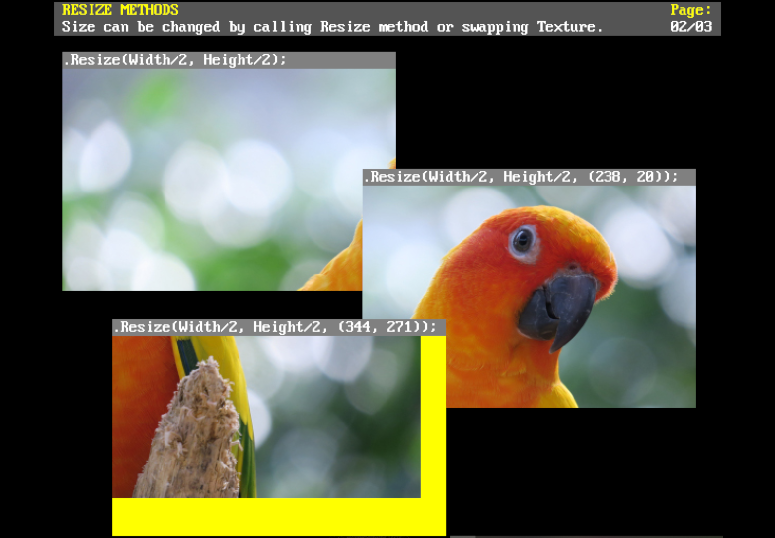 RESIZE METHODS Page:
Size can be changed by calling Resize method or swapping Texture. 02/03
.Resize(Width/2, Height/2);
.Resize(Width/2, Height/2, (238, 20));
.Resize(Width/2, Height/2, (344, 271));